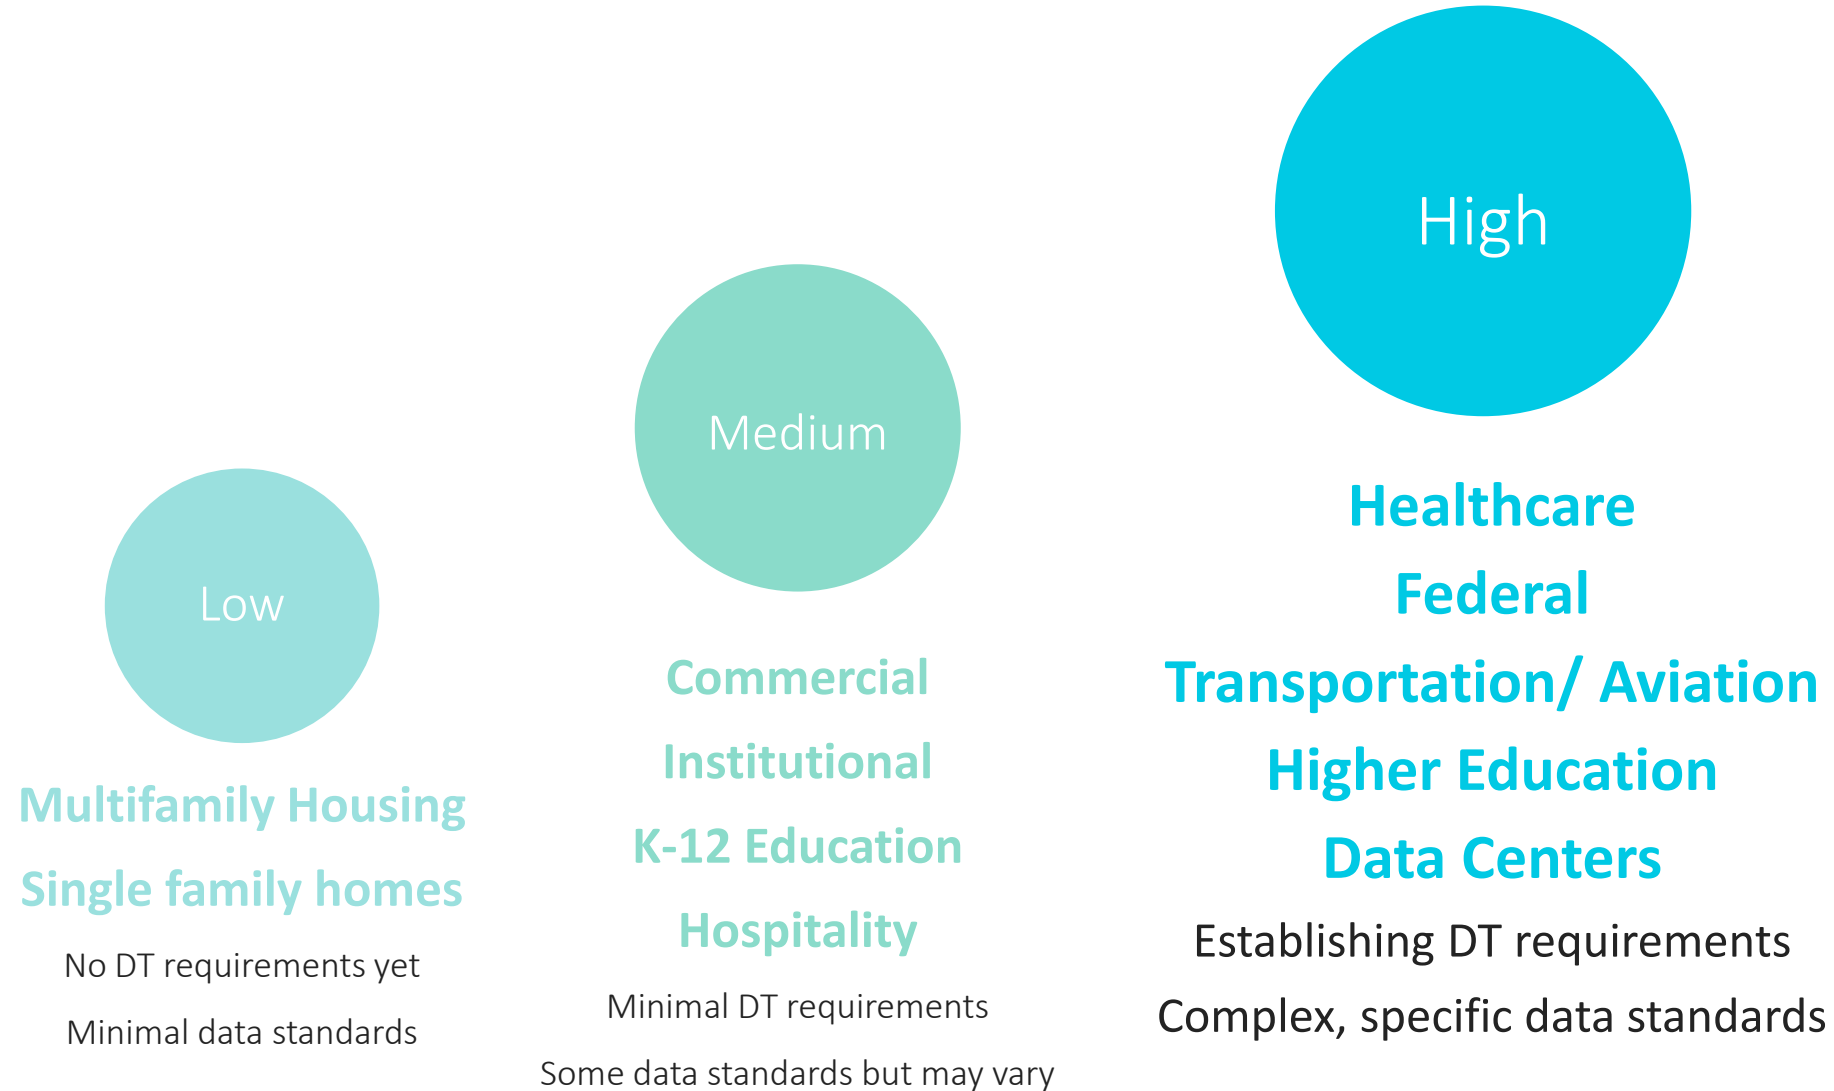 Low
Multifamily Housing
Single family homes
No DT requirements yet
Minimal data standards
Medium
Commercial
Institutional
K-12 Education
Hospitality
Minimal DT requirements
Some data standards but may vary
High
Healthcare
Federal
Transportation/ Aviation
Higher Education
Data Centers
Establishing DT requirements
Complex, specific data standards